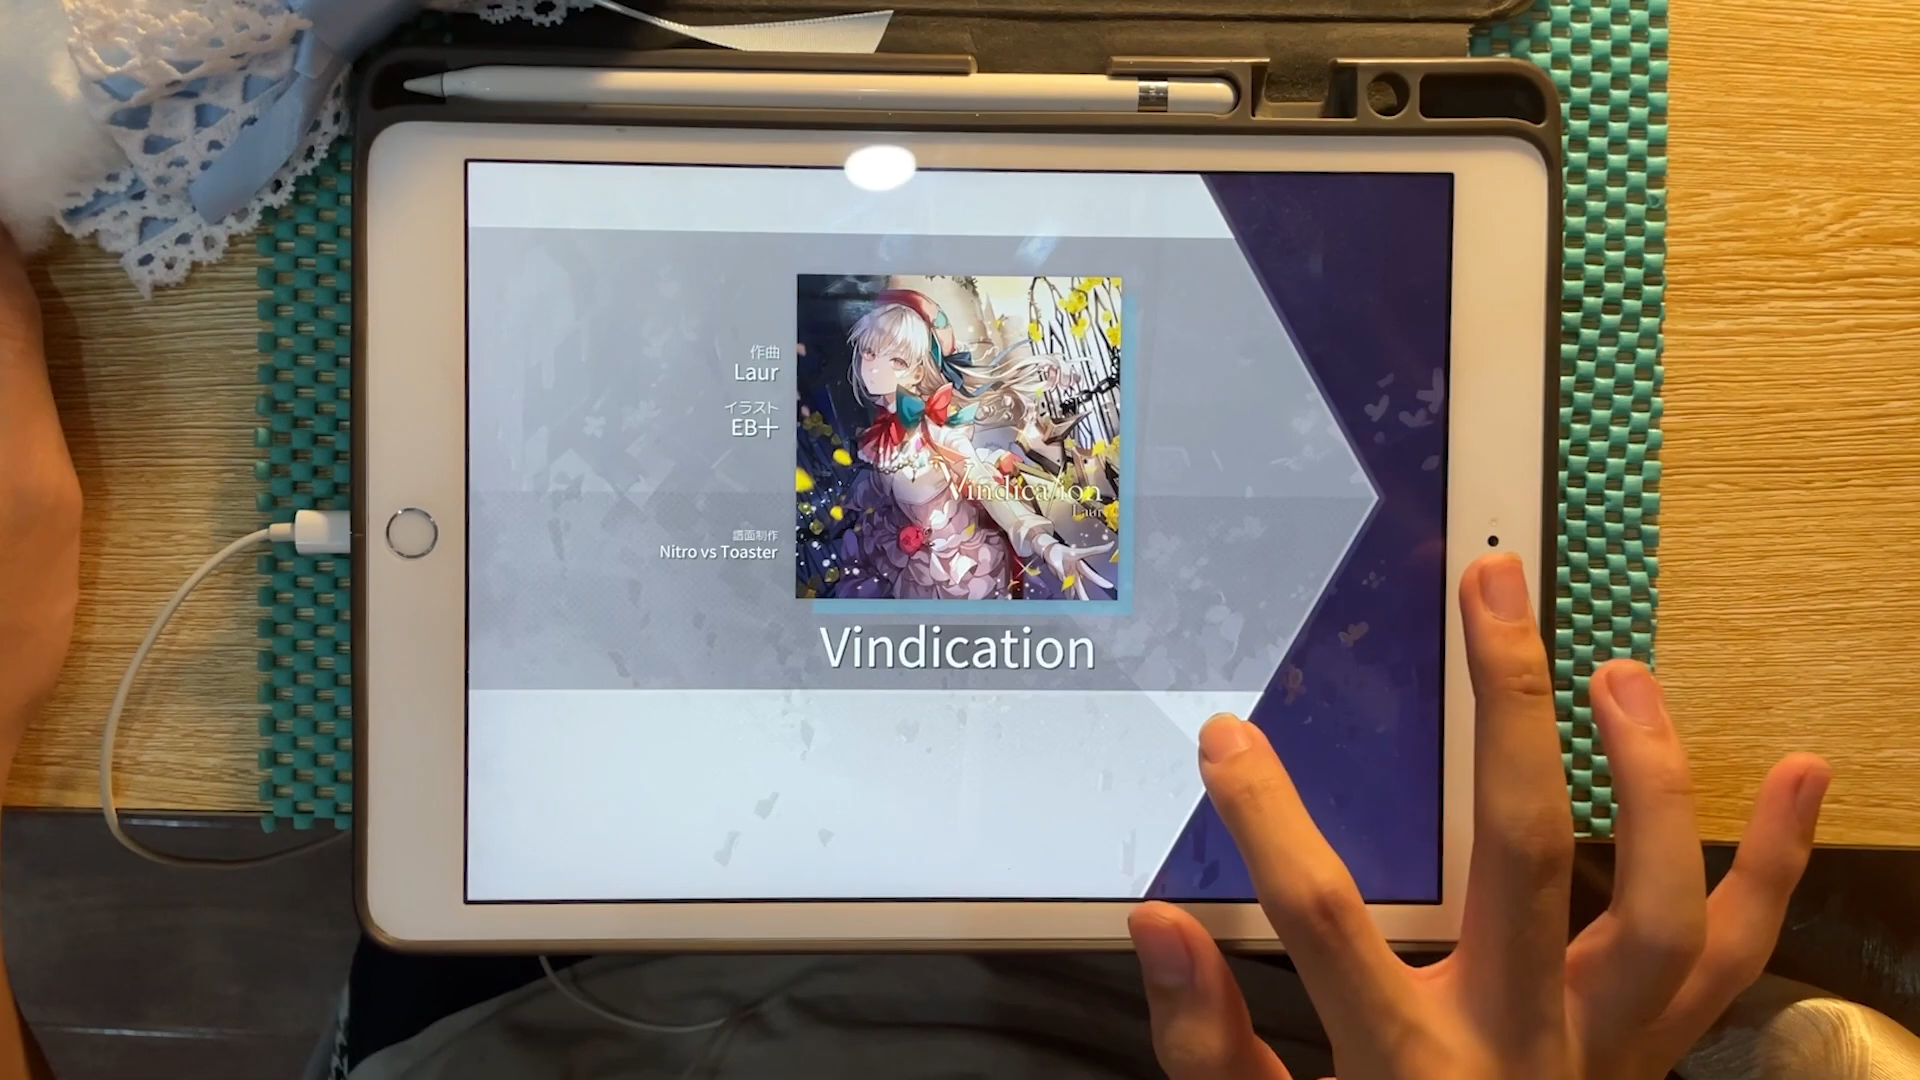 作曲
Laur
イラスト
EB十
譜面制作
Nitro vs Toaster
Vindication
Laur
Vindication